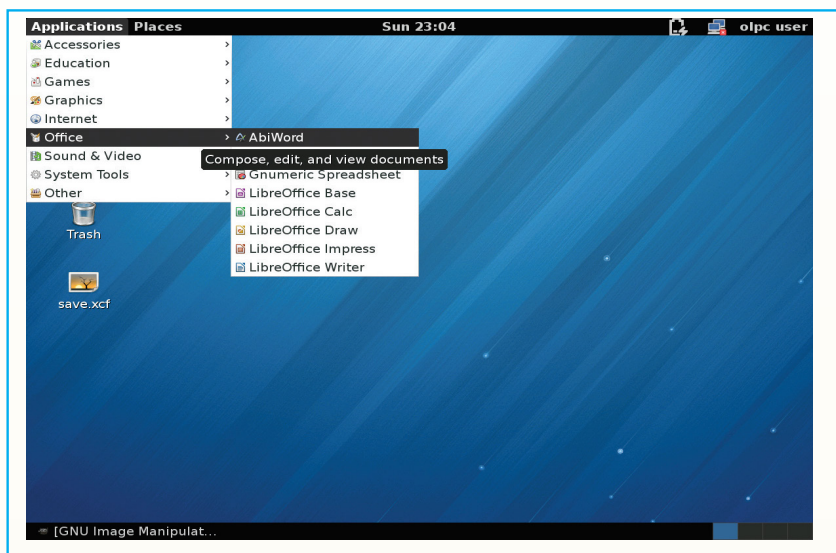 Applications Places Sun 23:04 olpc user
Accessories
Education
Games
Graphics
Internet
Office
AbiWord
Sound & Video
Compose, edit, and view documents
System Tools
Gnumeric Spreadsheet
Other
LibreOffice Base
LibreOffice Calc
LibreOffice Draw
LibreOffice Impress
LibreOffice Writer
Trash
save.xcf
[GNU Image Manipulat...